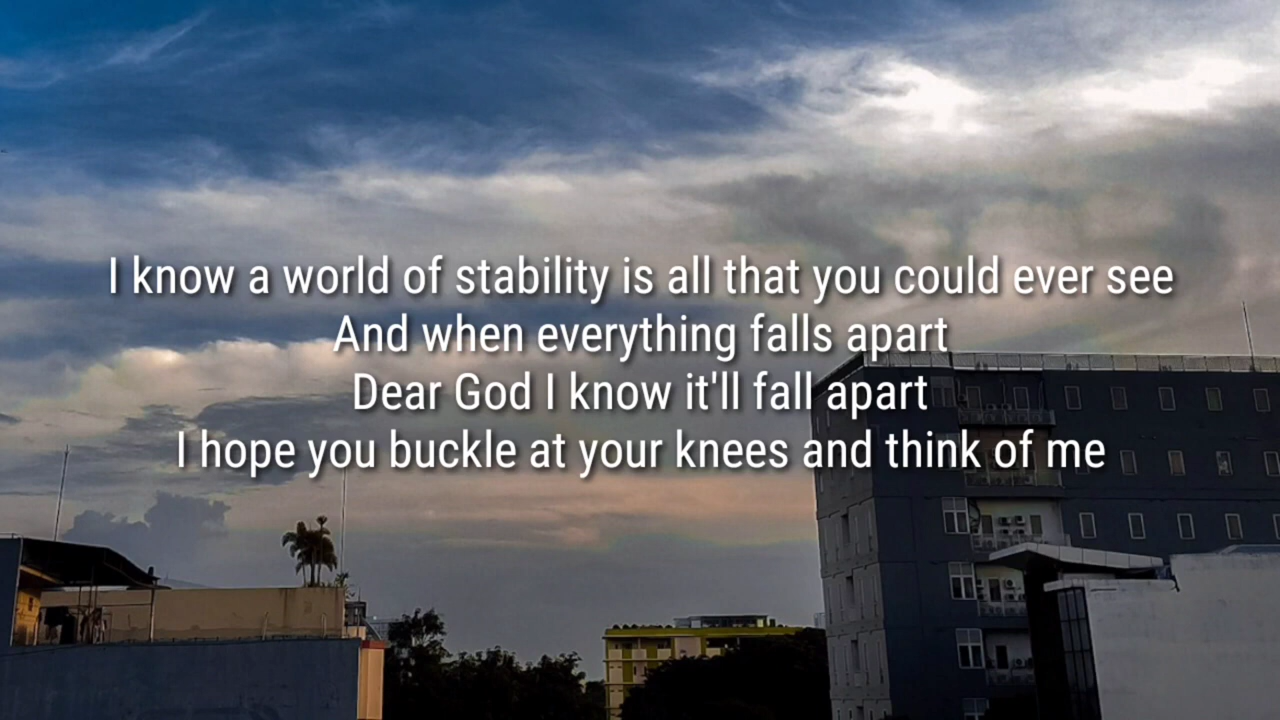 I know a world of stability is all that you could ever see
And when everything falls apart
Dear God I know it'll fall apart
I hope you buckle at your knees and think of me